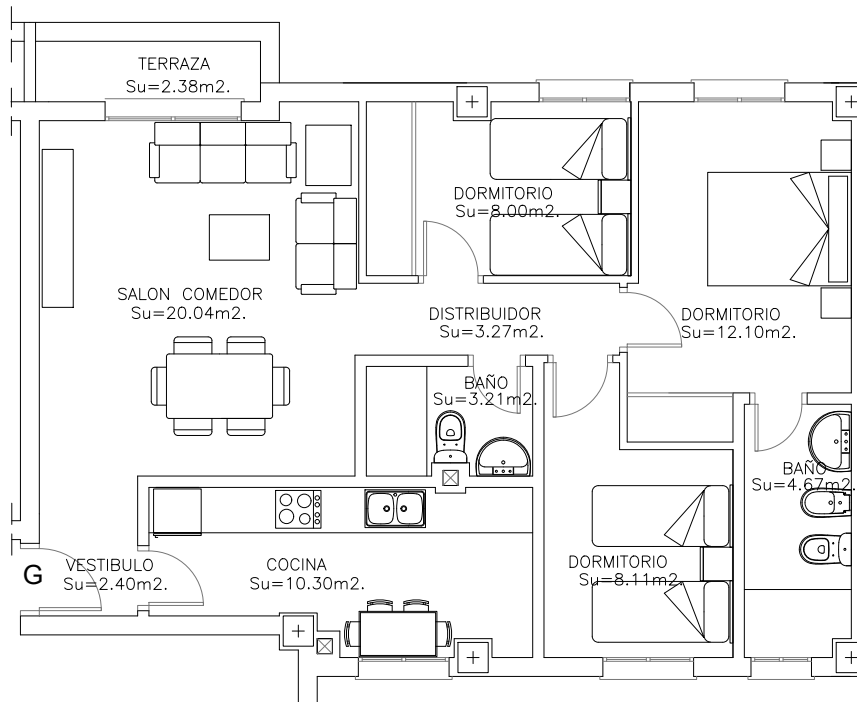 TERRAZA
Su=2.38m2.
DORMITORIO
Su=8.00m2.
SALON COMEDOR
Su=20.04m2.
DISTRIBUIDOR
Su=3.27m2.
DORMITORIO
Su=12.10m2.
BAÑO
Su=3.21m2.
BAÑO
Su=4.67m2.
G
VESTIBULO
Su=2.40m2.
COCINA
Su=10.30m2.
DORMITORIO
Su=8.11m2.